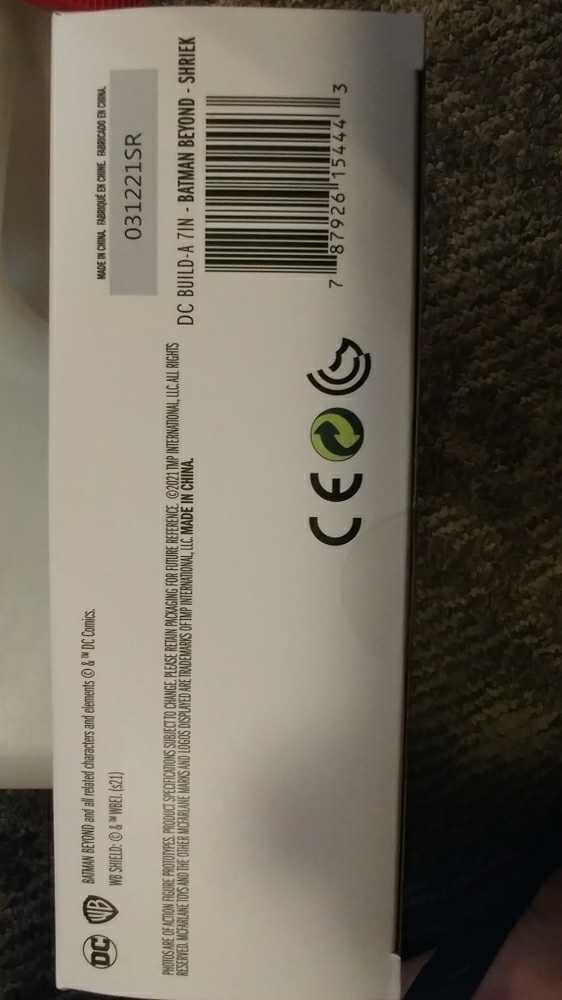 DC WB BATMAN BEYOND and all related characters and elements © & ™ DC Comics.
WB SHIELD: © & ™ WBEI. (s21)
PHOTOS ARE OF ACTION FIGURE PROTOTYPES. PRODUCT SPECIFICATIONS SUBJECT TO CHANGE. PLEASE RETAIN PACKAGING FOR FUTURE REFERENCE. ©2021 TMP INTERNATIONAL, LLC. ALL RIGHTS
RESERVED. MCFARLANE TOYS AND THE OTHER MCFARLANE MARKS AND LOGOS DISPLAYED ARE TRADEMARKS OF TMP INTERNATIONAL, LLC. MADE IN CHINA.
CE
MADE IN CHINA. FABRIQUÉ EN CHINE. FABRICADO EN CHINA.
031221SR
DC BUILD-A 7IN - BATMAN BEYOND - SHRIEK
7 87926 15444 3